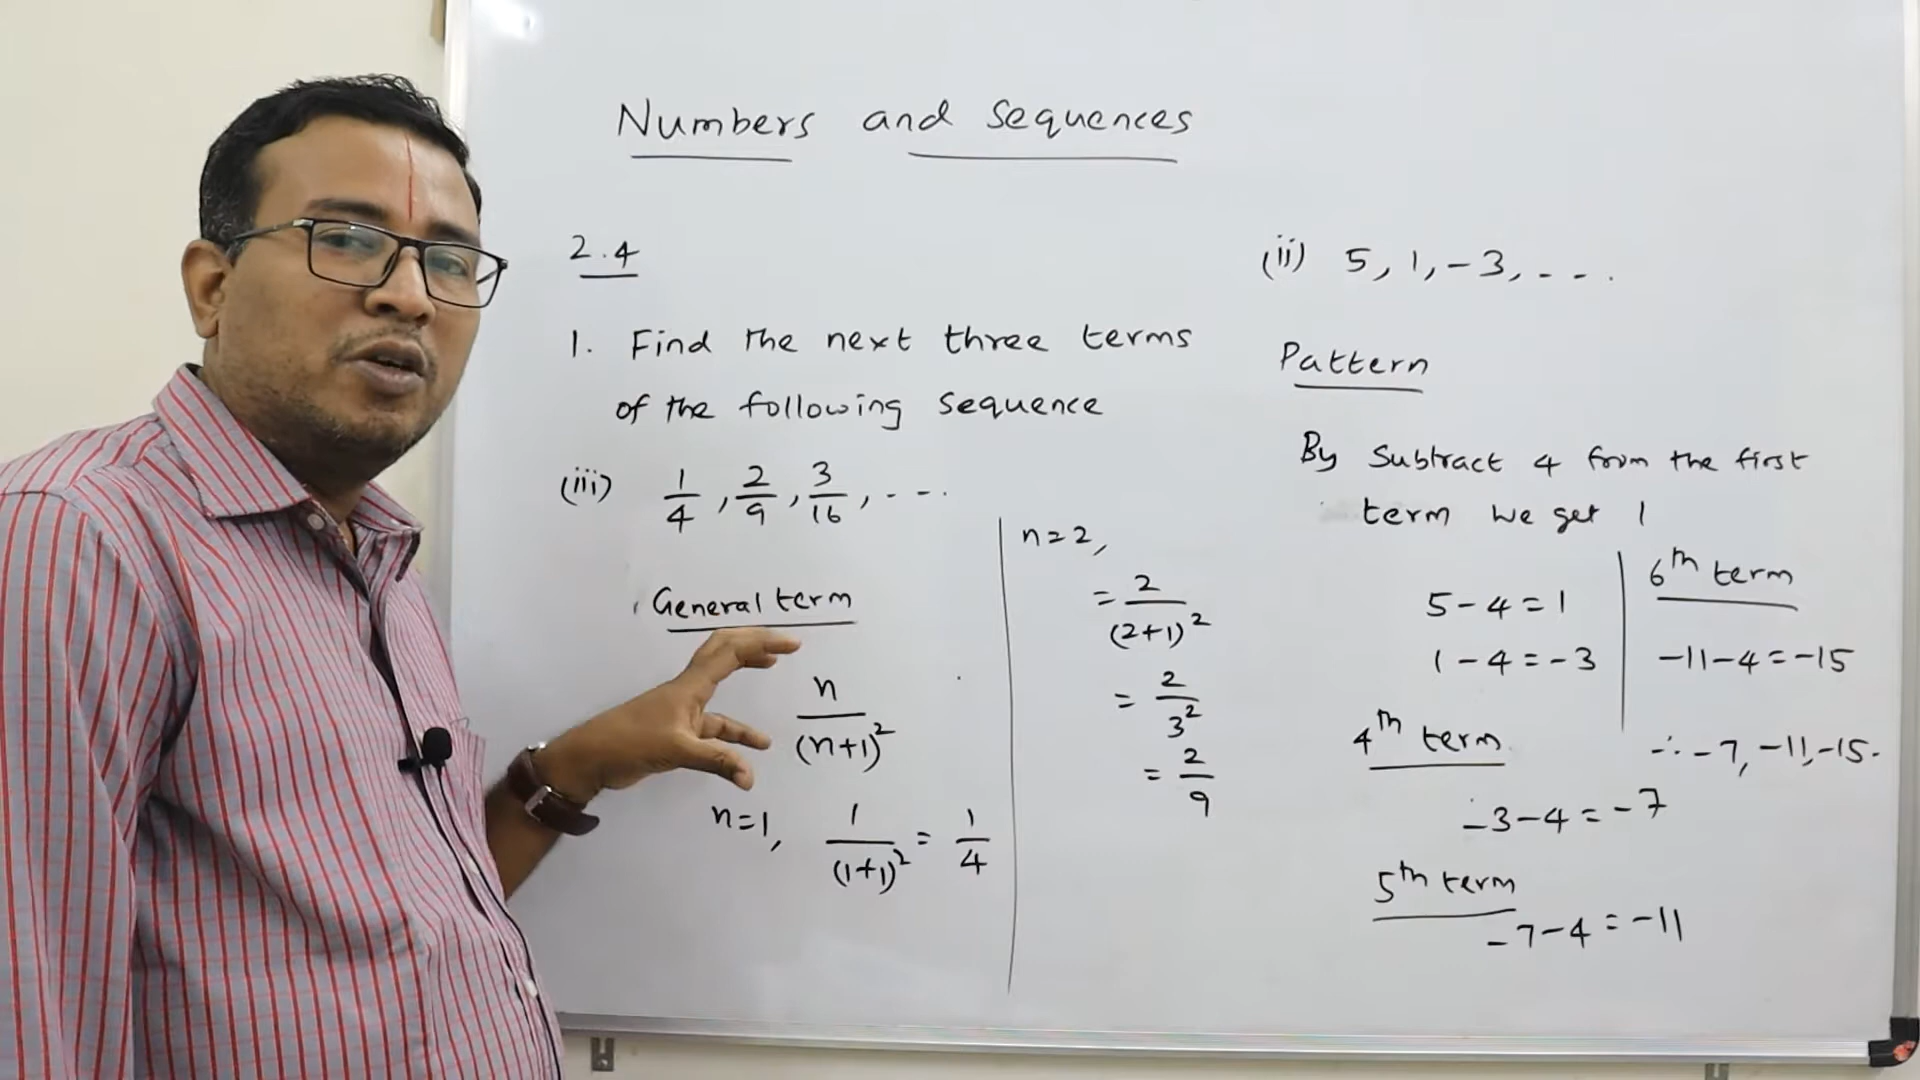 Numbers and sequences
2.4
1. Find the next three terms
of the following sequence
(iii) 1/4, 2/9, 3/16, ----
General term
n/(n+1)²
n=1, 1/(1+1)² = 1/4
n=2,
= 2/(2+1)²
= 2/3²
= 2/9
(ii) 5, 1, -3, ---.
Pattern
By Subtract 4 from the first
term we get 1
5-4=1
1-4=-3
4th term
-3-4=-7
5th term
-7-4=-11
6th term
-11-4=-15
∴ -7, -11, -15.